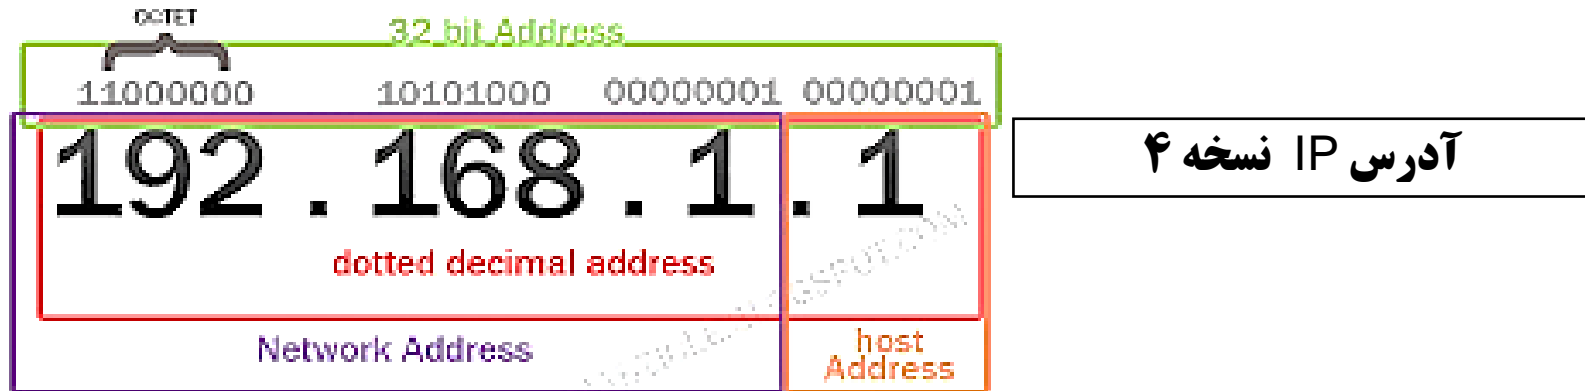 OCTET
32 bit Address
11000000 10101000 00000001 00000001
192.168.1.1
آدرس IP نسخه ۴
dotted decimal address
Network Address
host
Address